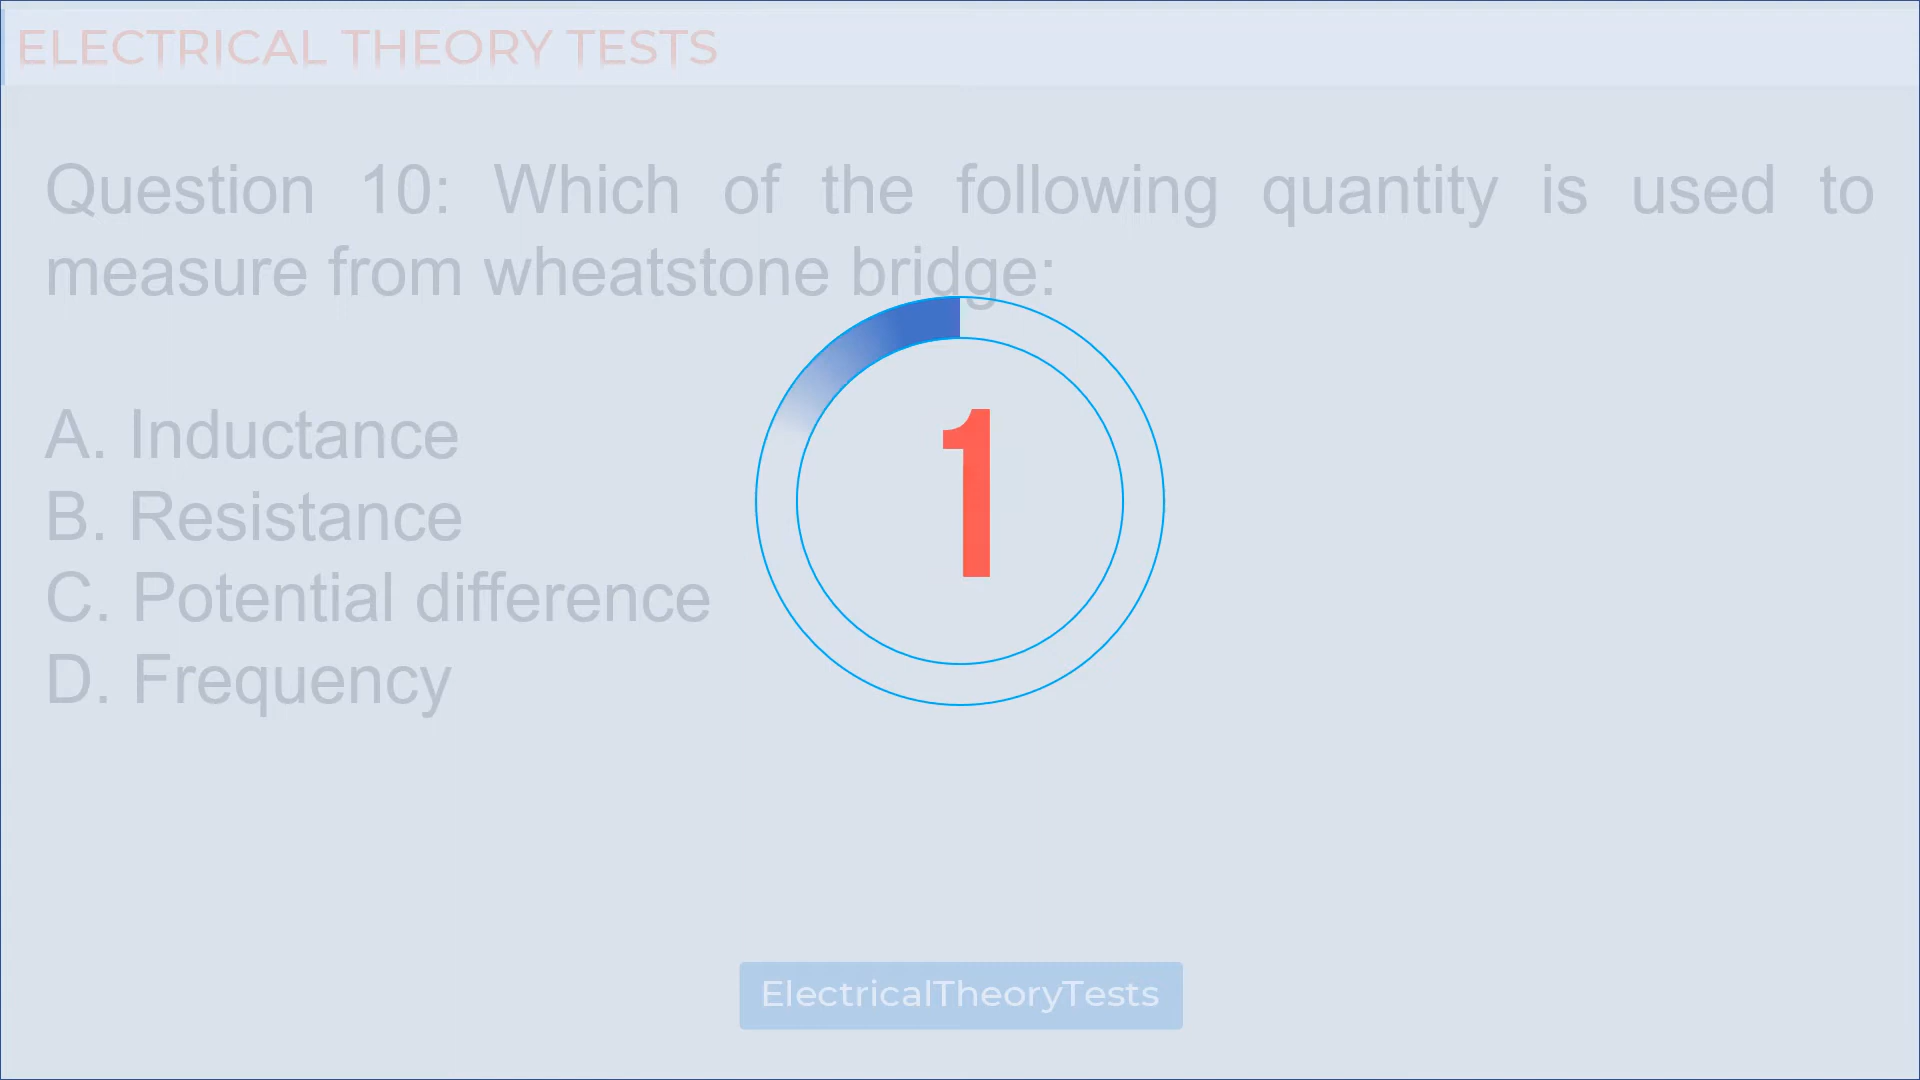 ELECTRICAL THEORY TESTS
Question 10: Which of the following quantity is used to
measure from wheatstone bridge:
A. Inductance
B. Resistance
C. Potential difference
D. Frequency
1
ElectricalTheoryTests